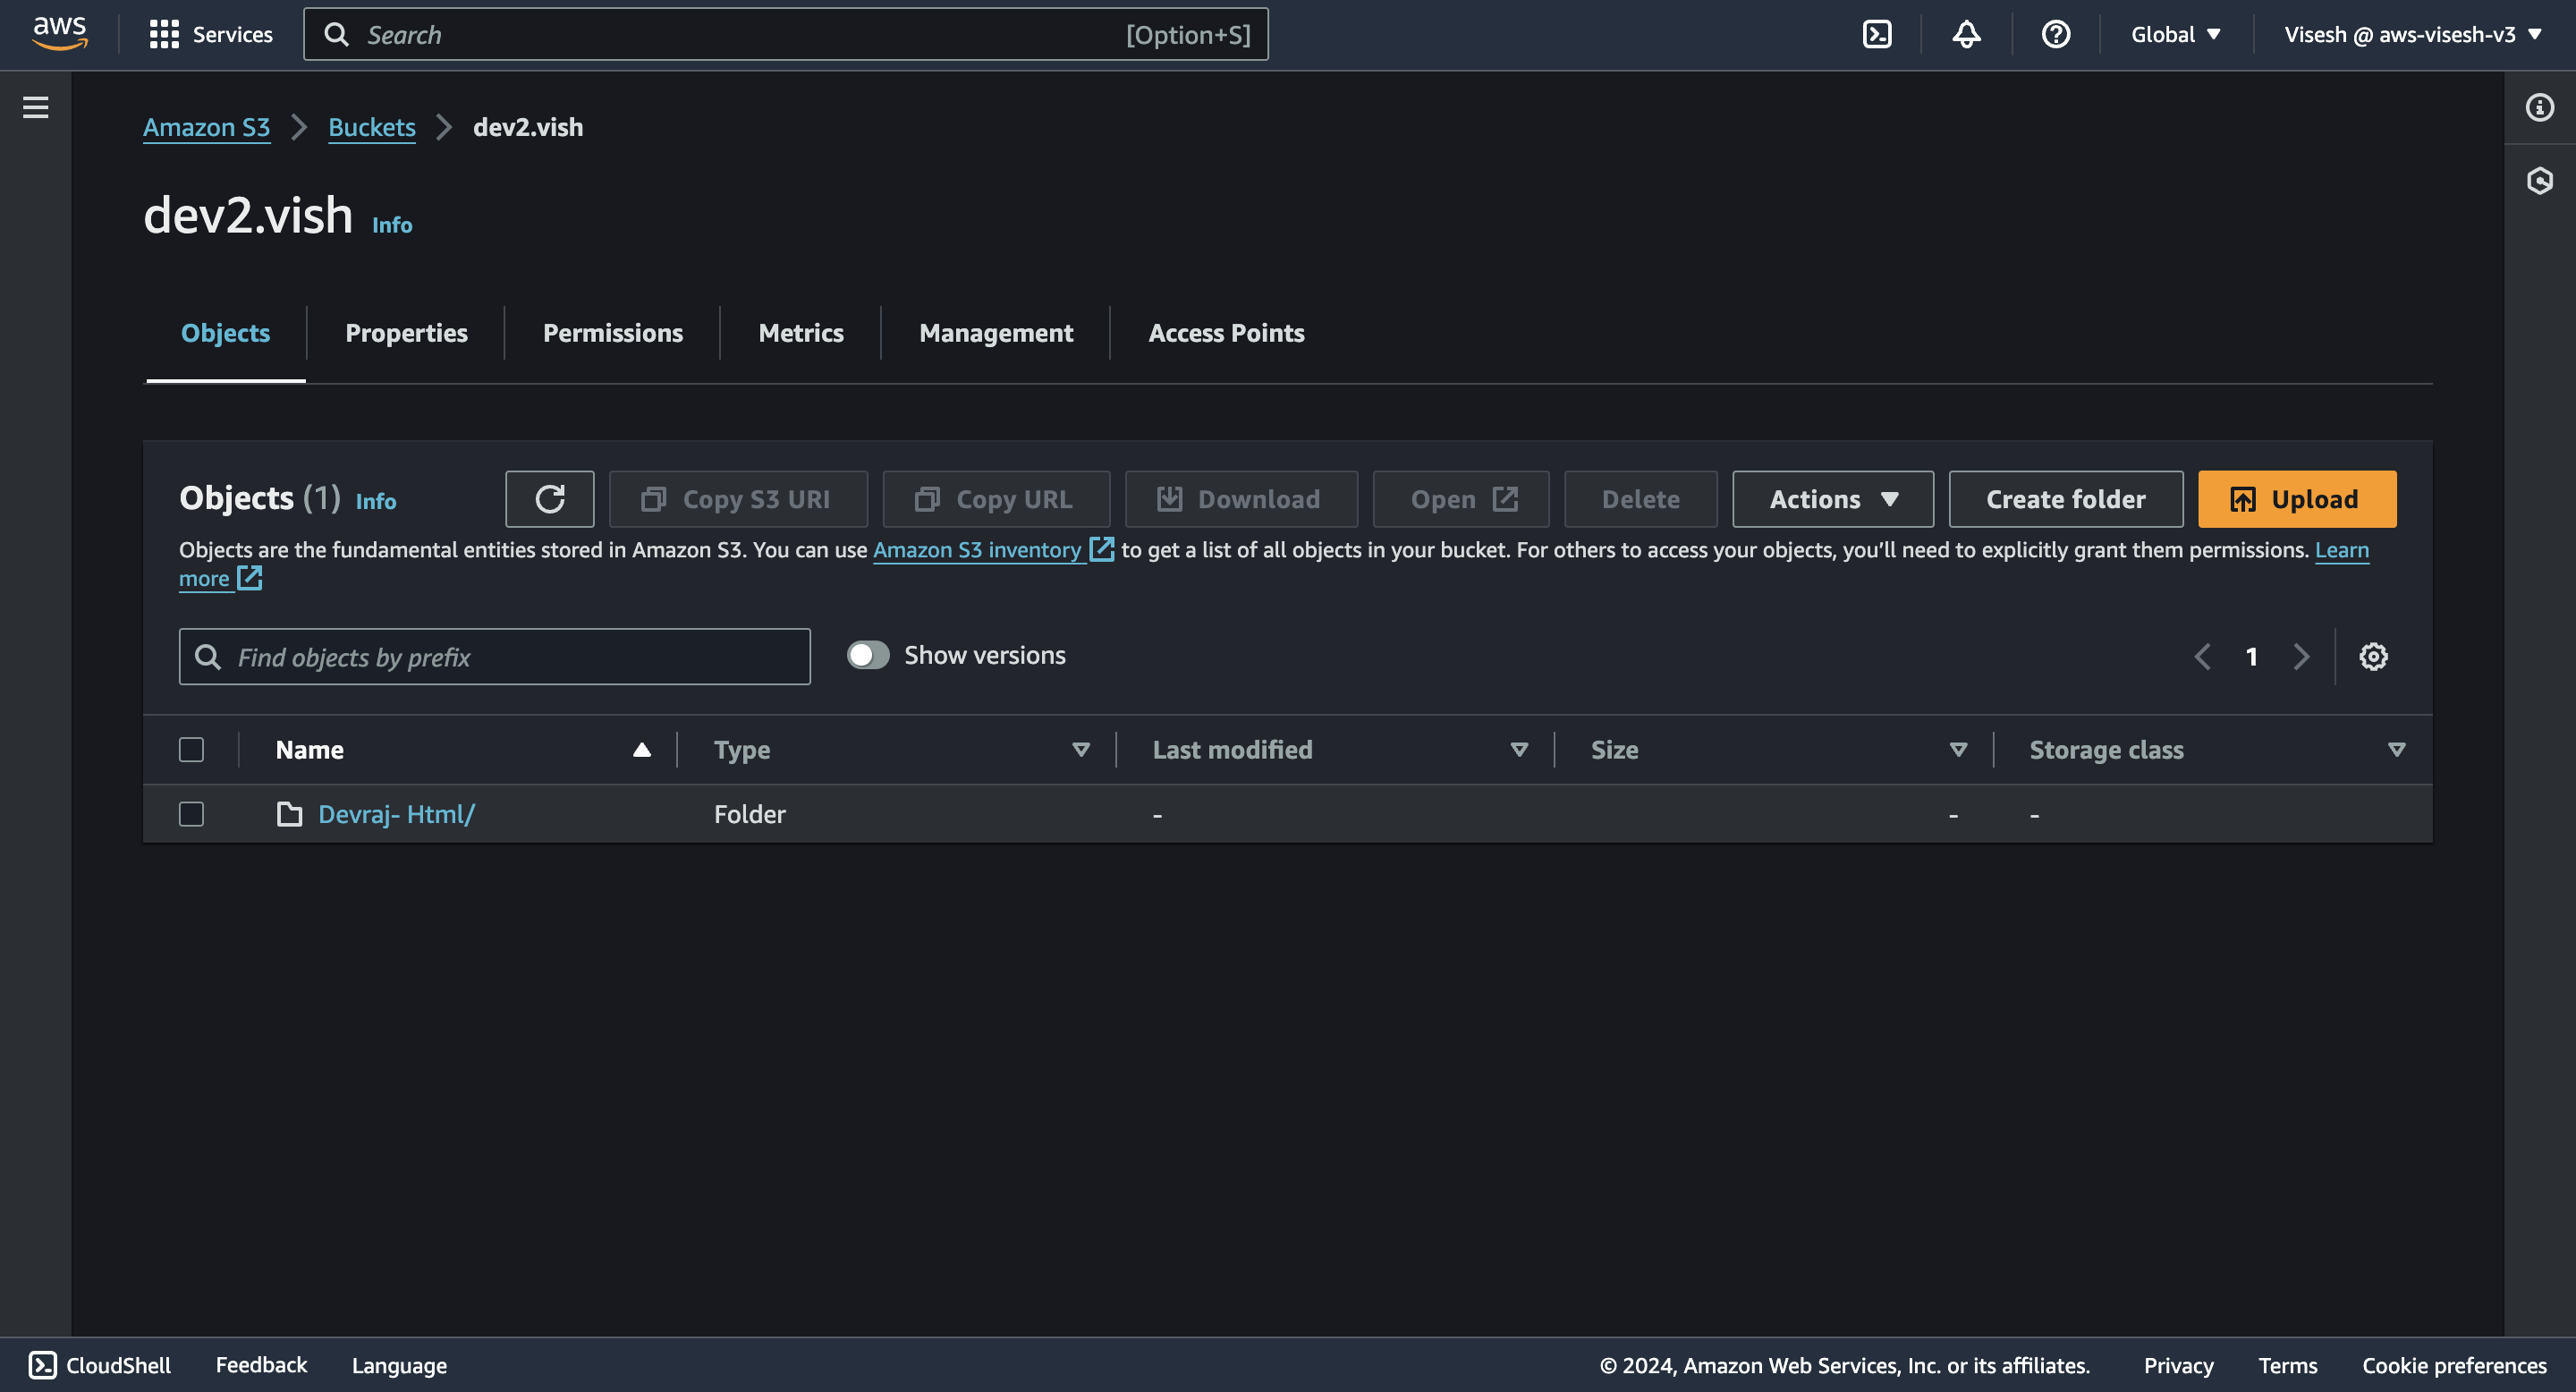 aws Services Search [Option+S] Global Visesh @ aws-visesh-v3
Amazon S3 Buckets dev2.vish
dev2.vish Info
Objects Properties Permissions Metrics Management Access Points
Objects (1) Info Copy S3 URI Copy URL Download Open Delete Actions Create folder Upload
Objects are the fundamental entities stored in Amazon S3. You can use Amazon S3 inventory to get a list of all objects in your bucket. For others to access your objects, you’ll need to explicitly grant them permissions. Learn
more
Find objects by prefix Show versions 1
Name Type Last modified Size Storage class
Devraj- Html/ Folder - - -
CloudShell Feedback Language © 2024, Amazon Web Services, Inc. or its affiliates. Privacy Terms Cookie preferences